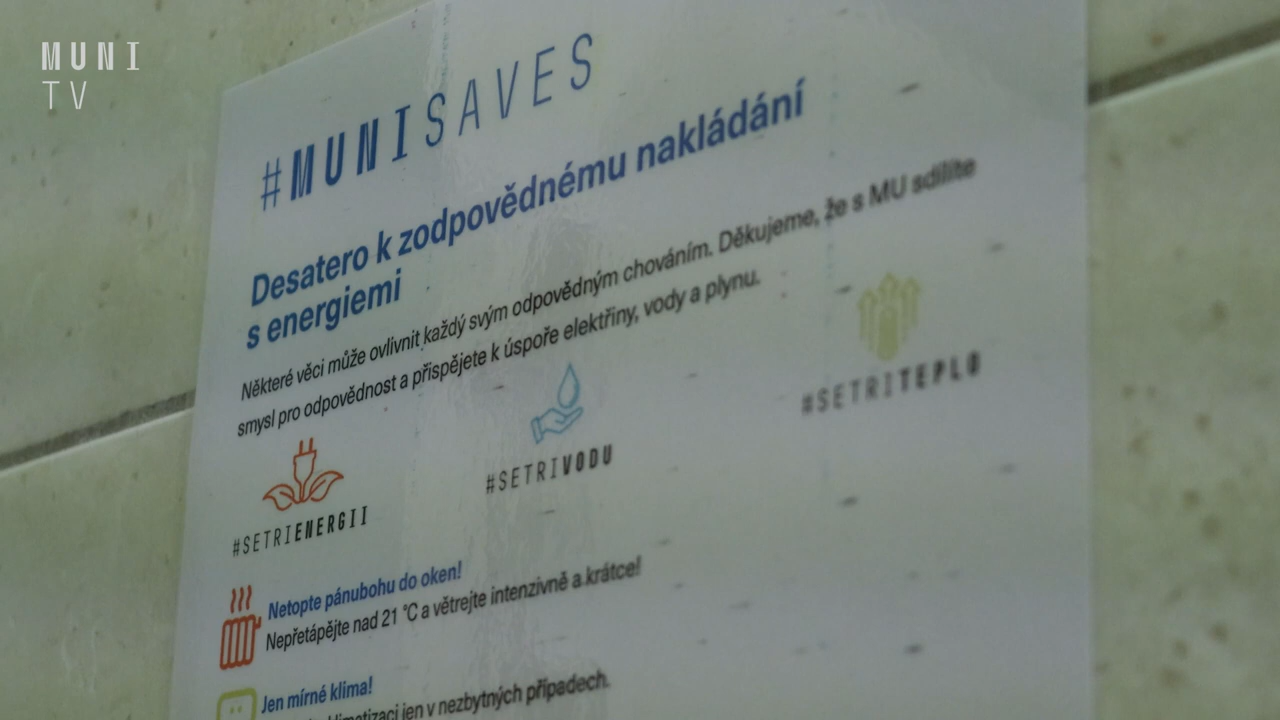 MUNI
TV
#MUNISAVES
Desatero k zodpovědnému nakládání
s energiemi
Některé věci může ovlivnit každý svým odpovědným chováním. Děkujeme, že s MU sdílíte
smysl pro odpovědnost a přispějete k úspoře elektřiny, vody a plynu.
#SETRIENERGII
#SETRIVODU
#SETRITEPLO
Netopte pánubohu do oken!
Nepřetápějte nad 21 °C a větrejte intenzivně a krátce!
Jen mírné klima!
jen v nezbytných případech.